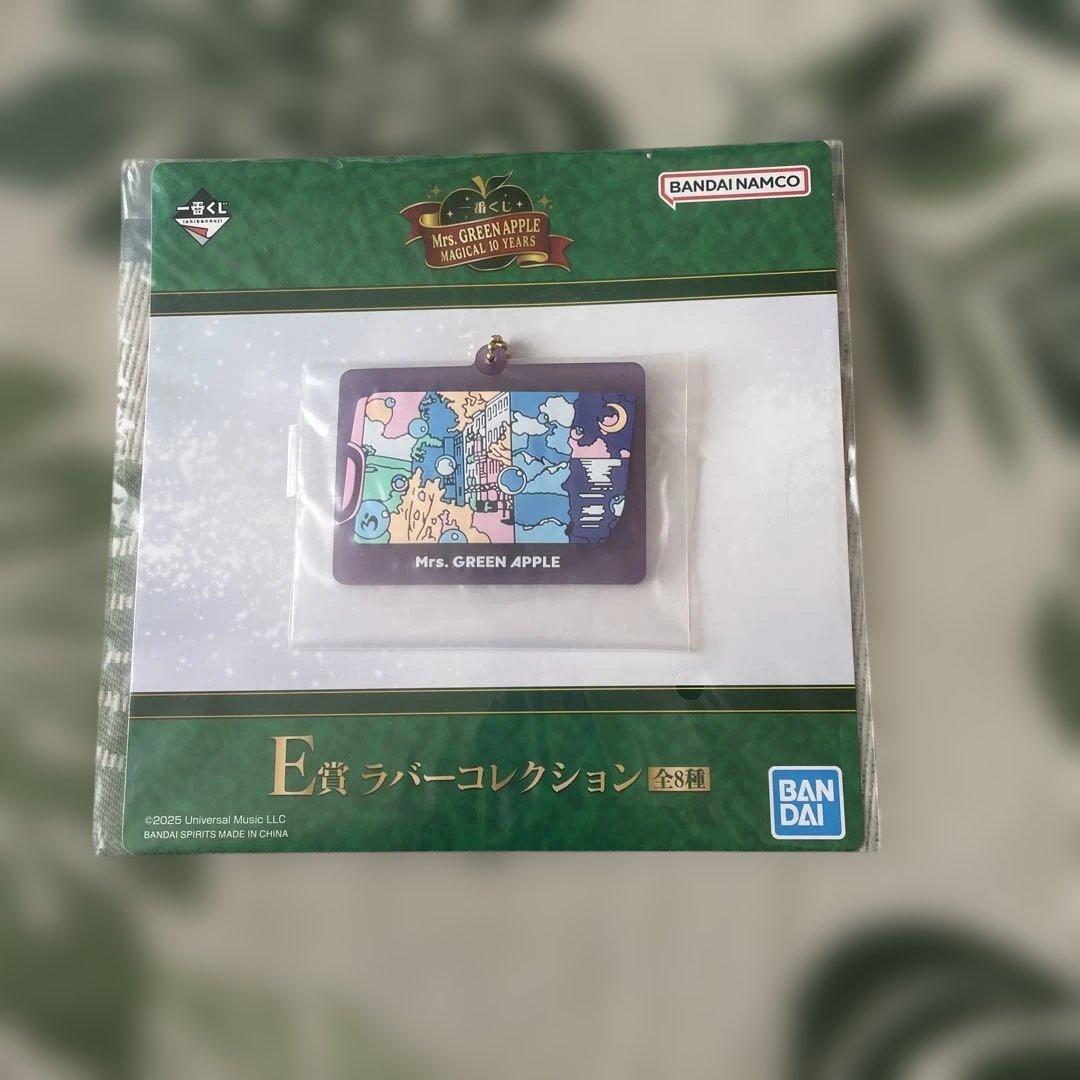 一番くじ
ichibankuji
一番くじ
Mrs. GREEN APPLE
MAGICAL 10 YEARS
BANDAI NAMCO
Mrs. GREEN APPLE
E賞 ラバーコレクション 全8種
©2025 Universal Music LLC
BANDAI SPIRITS MADE IN CHINA
BAN
DAI